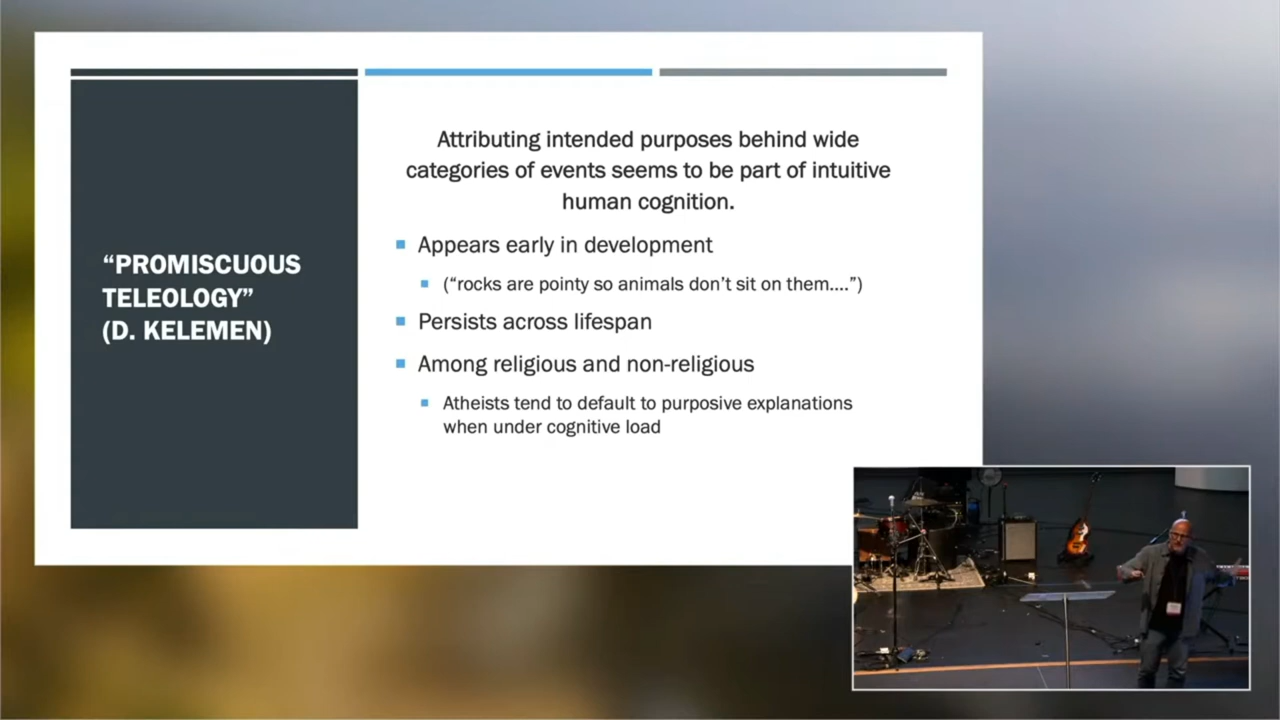 “PROMISCUOUS
TELEOLOGY”
(D. KELEMEN)
Attributing intended purposes behind wide
categories of events seems to be part of intuitive
human cognition.
Appears early in development
(“rocks are pointy so animals don’t sit on them....”)
Persists across lifespan
Among religious and non-religious
Atheists tend to default to purposive explanations
when under cognitive load